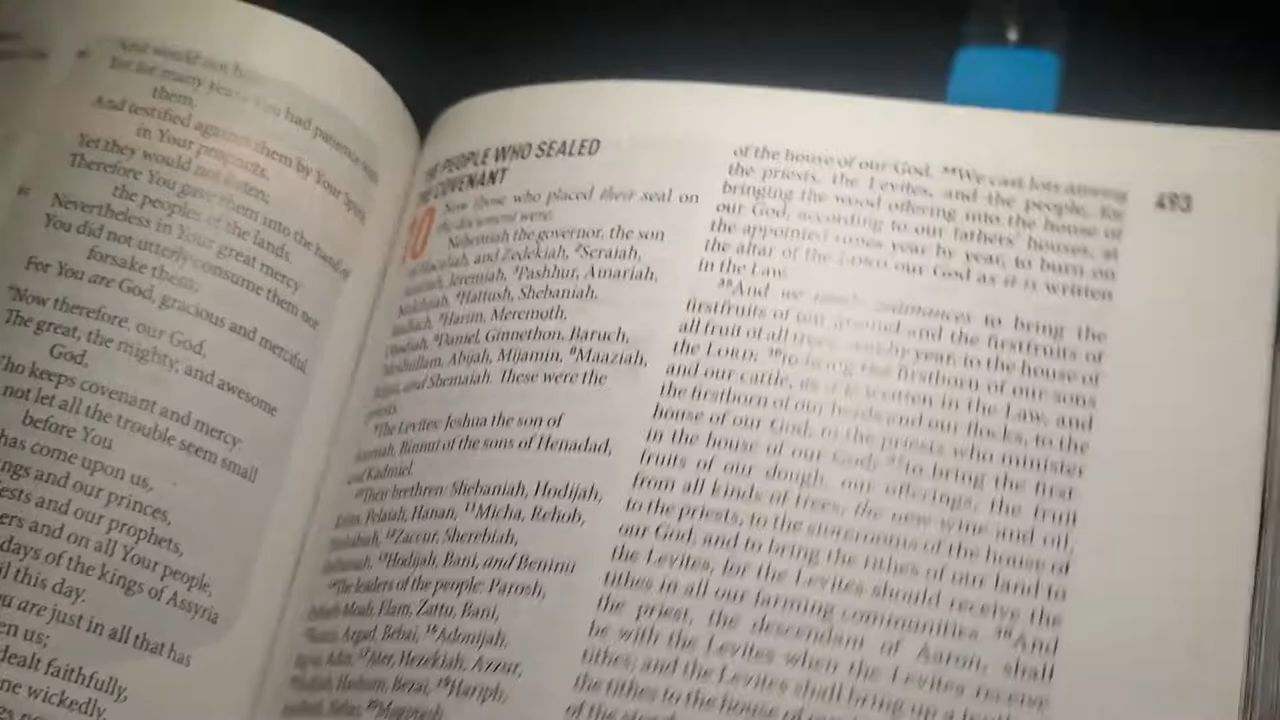 And would not
Yet for many years You had patience
them,
And testified against them by Your Spirit
in Your prophets.
Yet they would not listen;
Therefore You gave them into the hand of
the peoples of the lands.
Nevertheless in Your great mercy
You did not utterly consume them nor
forsake them;
For You are God, gracious and merciful.
"Now therefore, our God,
The great, the mighty, and awesome
God,
Who keeps covenant and mercy:
not let all the trouble seem small
before You
has come upon us,
ings and our princes,
ests and our prophets,
ers and on all Your people,
days of the kings of Assyria
il this day.
u are just in all that has
en us;
dealt faithfully,
ne wickedly.
THE PEOPLE WHO SEALED
THE COVENANT
10 Now those who placed their seal on
the document were:
Nehemiah the governor, the son
of Hacaliah, and Zedekiah, ²Seraiah,
Jeremiah, ³Pashhur, Amariah,
Malchijah, ⁴Hattush, Shebaniah,
Malluch, ⁵Harim, Meremoth,
Obadiah, ⁶Daniel, Ginnethon, Baruch,
Meshullam, Abijah, Mijamin, ⁸Maaziah,
and Shemaiah. These were the
priests.
⁹The Levites: Jeshua the son of
Binnui of the sons of Henadad,
and Kadmiel.
¹⁰Their brethren: Shebaniah, Hodijah,
Kelita, Pelaiah, Hanan, ¹¹Micha, Rehob,
¹²Zaccur, Sherebiah,
¹³Hodijah, Bani, and Beninu
¹⁴The leaders of the people: Parosh,
Moab, Elam, Zattu, Bani,
Azgad, Bebai, ¹⁶Adonijah,
Adin, ¹⁷Ater, Hezekiah, Azzur,
Hashum, Bezai, ¹⁹Hariph,
of the house of our God. ³⁴We cast lots among
the priests, the Levites, and the people, for
bringing the wood offering into the house of
our God, according to our fathers' houses, at
the appointed times year by year, to burn on
the altar of the LORD our God as it is written
in the Law.
³⁵And we made ordinances to bring the
firstfruits of our ground and the firstfruits of
all fruit of all trees, year by year, to the house of
the LORD; ³⁶to bring the firstborn of our sons
and our cattle, as it is written in the Law, and
the firstborn of our herds and our flocks, to the
house of our God, to the priests who minister
in the house of our God; ³⁷to bring the first-
fruits of our dough, our offerings, the fruit
from all kinds of trees, the new wine and oil,
to the priests, to the storerooms of the house of
our God; and to bring the tithes of our land to
the Levites, for the Levites should receive the
tithes in all our farming communities. ³⁸And
the priest, the descendant of Aaron, shall
be with the Levites when the Levites receive
tithes; and the Levites shall bring up a tenth
the tithes to the house of our
493